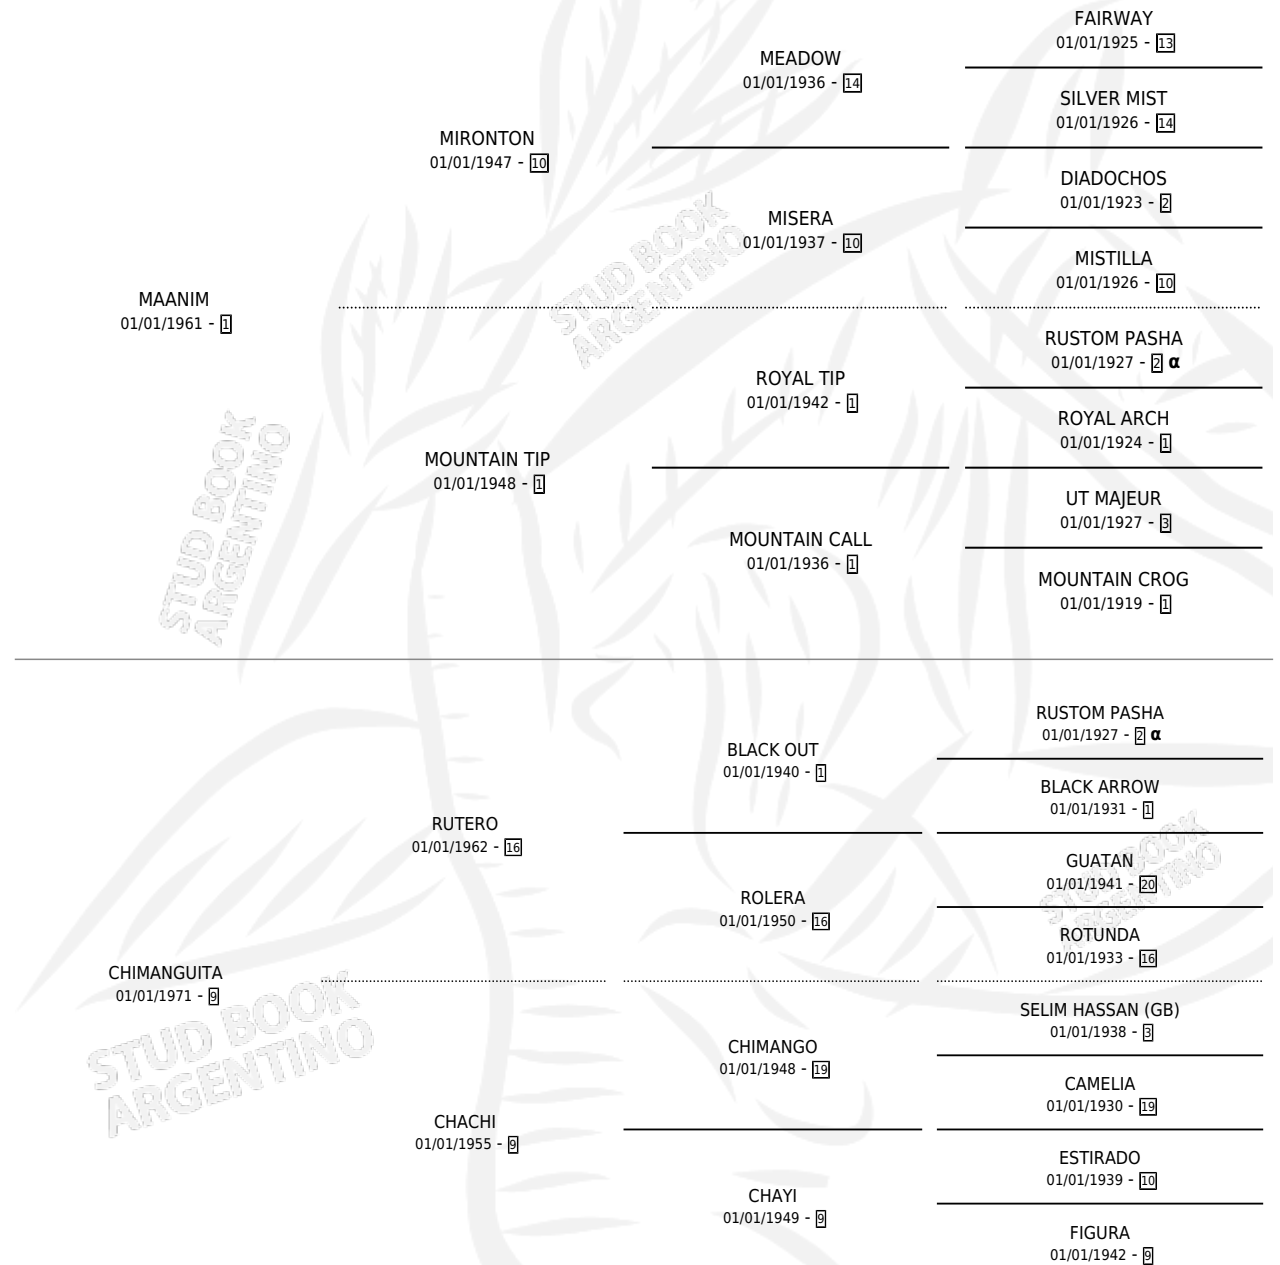 FAIRWAY
01/01/1925 - 13
MEADOW
01/01/1936 - 14
SILVER MIST
01/01/1926 - 14
MIRONTON
01/01/1947 - 10
DIADOCHOS
01/01/1923 - 2
MISERA
01/01/1937 - 10
MISTILLA
01/01/1926 - 10
MAANIM
01/01/1961 - 1
RUSTOM PASHA
01/01/1927 - 2 α
ROYAL TIP
01/01/1942 - 1
ROYAL ARCH
01/01/1924 - 1
MOUNTAIN TIP
01/01/1948 - 1
UT MAJEUR
01/01/1927 - 3
MOUNTAIN CALL
01/01/1936 - 1
MOUNTAIN CROG
01/01/1919 - 1
STUD BOOK
ARGENTINO
STUD BOOK
ARGENTINO
RUSTOM PASHA
01/01/1927 - 2 α
BLACK OUT
01/01/1940 - 1
BLACK ARROW
01/01/1931 - 1
RUTERO
01/01/1962 - 16
GUATAN
01/01/1941 - 20
ROLERA
01/01/1950 - 16
ROTUNDA
01/01/1933 - 16
CHIMANGUITA
01/01/1971 - 9
SELIM HASSAN (GB)
01/01/1938 - 3
CHIMANGO
01/01/1948 - 19
CAMELIA
01/01/1930 - 19
CHACHI
01/01/1955 - 9
ESTIRADO
01/01/1939 - 10
CHAYI
01/01/1949 - 9
FIGURA
01/01/1942 - 9
STUD BOOK
ARGENTINO
STUD BOOK
ARGENTINO